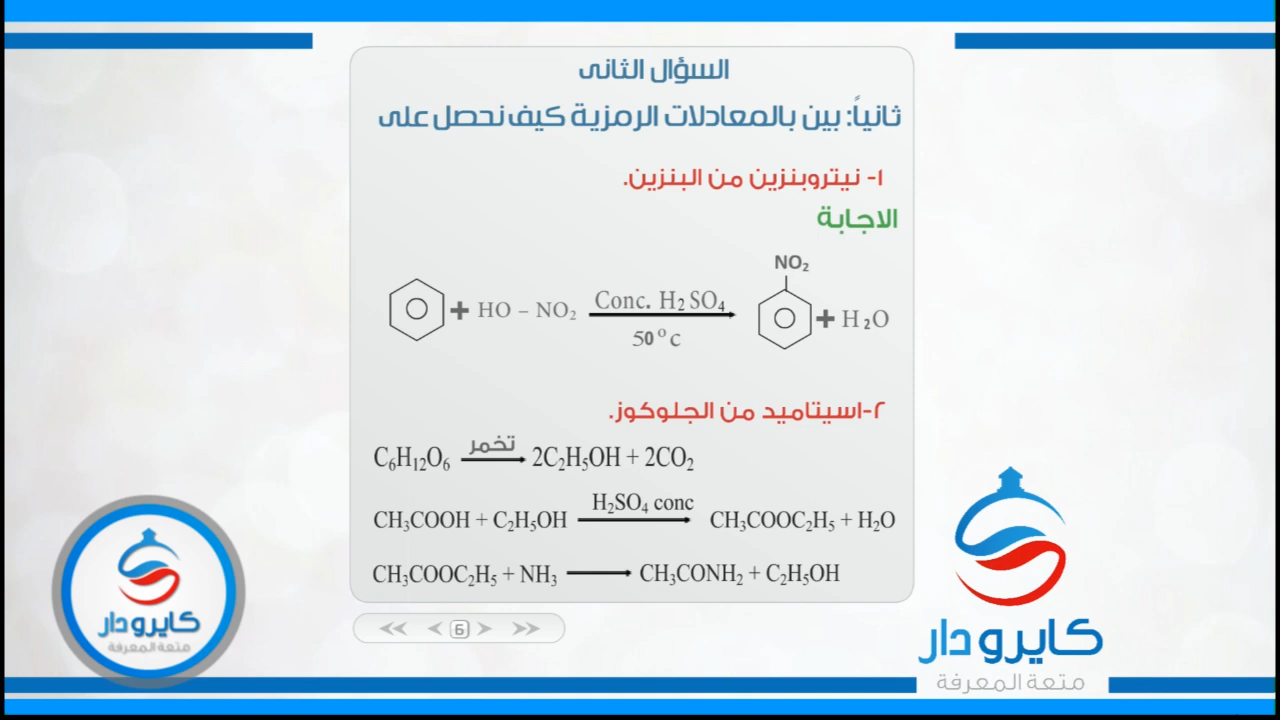 السؤال الثانى
ثانياً: بين بالمعادلات الرمزية كيف نحصل على
١- نيتروبنزين من البنزين.
الاجابة
NO₂
+ HO – NO₂ Conc. H₂SO₄ + H₂O
50°c
٢-اسيتاميد من الجلوكوز.
C₆H₁₂O₆ تخمر 2C₂H₅OH + 2CO₂
H₂SO₄ conc
CH₃COOH + C₂H₅OH ⟶ CH₃COOC₂H₅ + H₂O
CH₃COOC₂H₅ + NH₃ ⟶ CH₃CONH₂ + C₂H₅OH
6
كايرو دار
متعة المعرفة
كايرو دار
متعة المعرفة